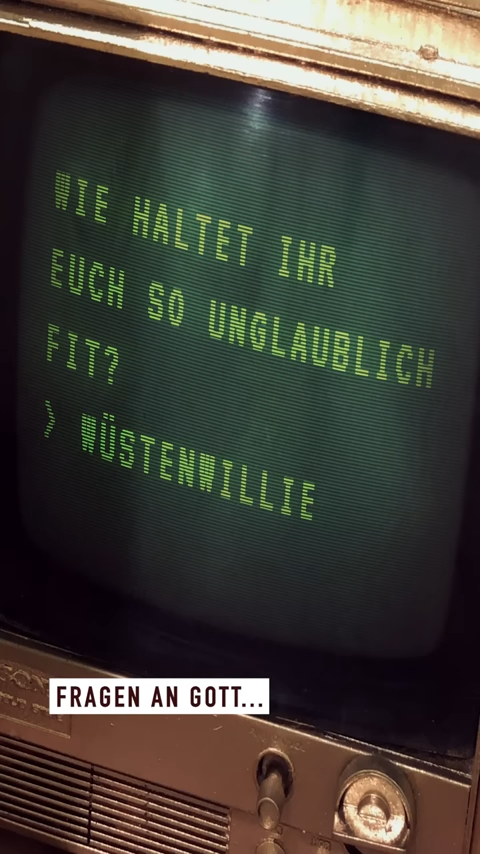 WIE HALTET IHR
EUCH SO UNGLAUBLICH
FIT?
> WÜSTENWILLIE
FRAGEN AN GOTT...